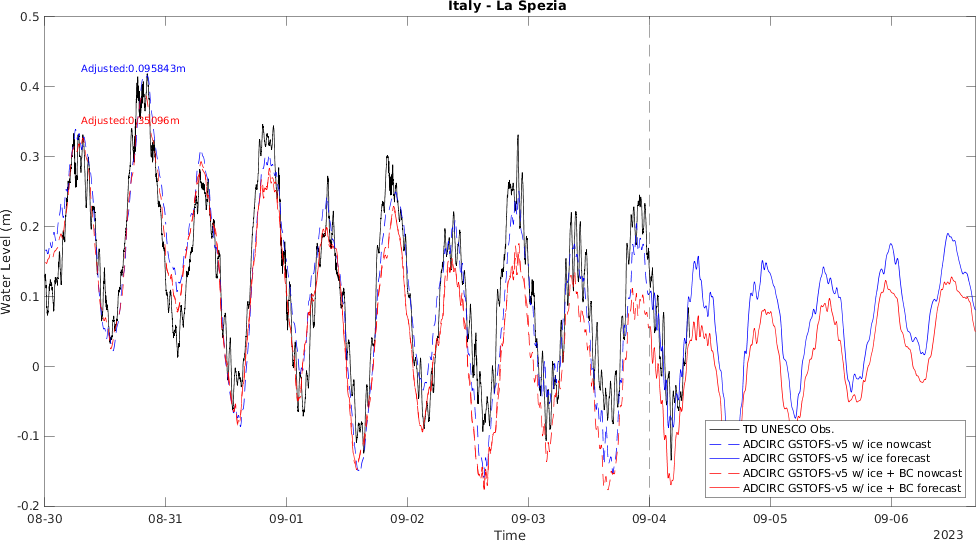 Italy - La Spezia
0.5
0.4
0.3
0.2
0.1
0
-0.1
-0.2
Water Level (m)
Adjusted:0.095843m
Adjusted:0.35096m
TD UNESCO Obs.
ADCIRC GSTOFS-v5 w/ ice nowcast
ADCIRC GSTOFS-v5 w/ ice forecast
ADCIRC GSTOFS-v5 w/ ice + BC nowcast
ADCIRC GSTOFS-v5 w/ ice + BC forecast
08-30 08-31 09-01 09-02 09-03 09-04 09-05 09-06
Time
2023